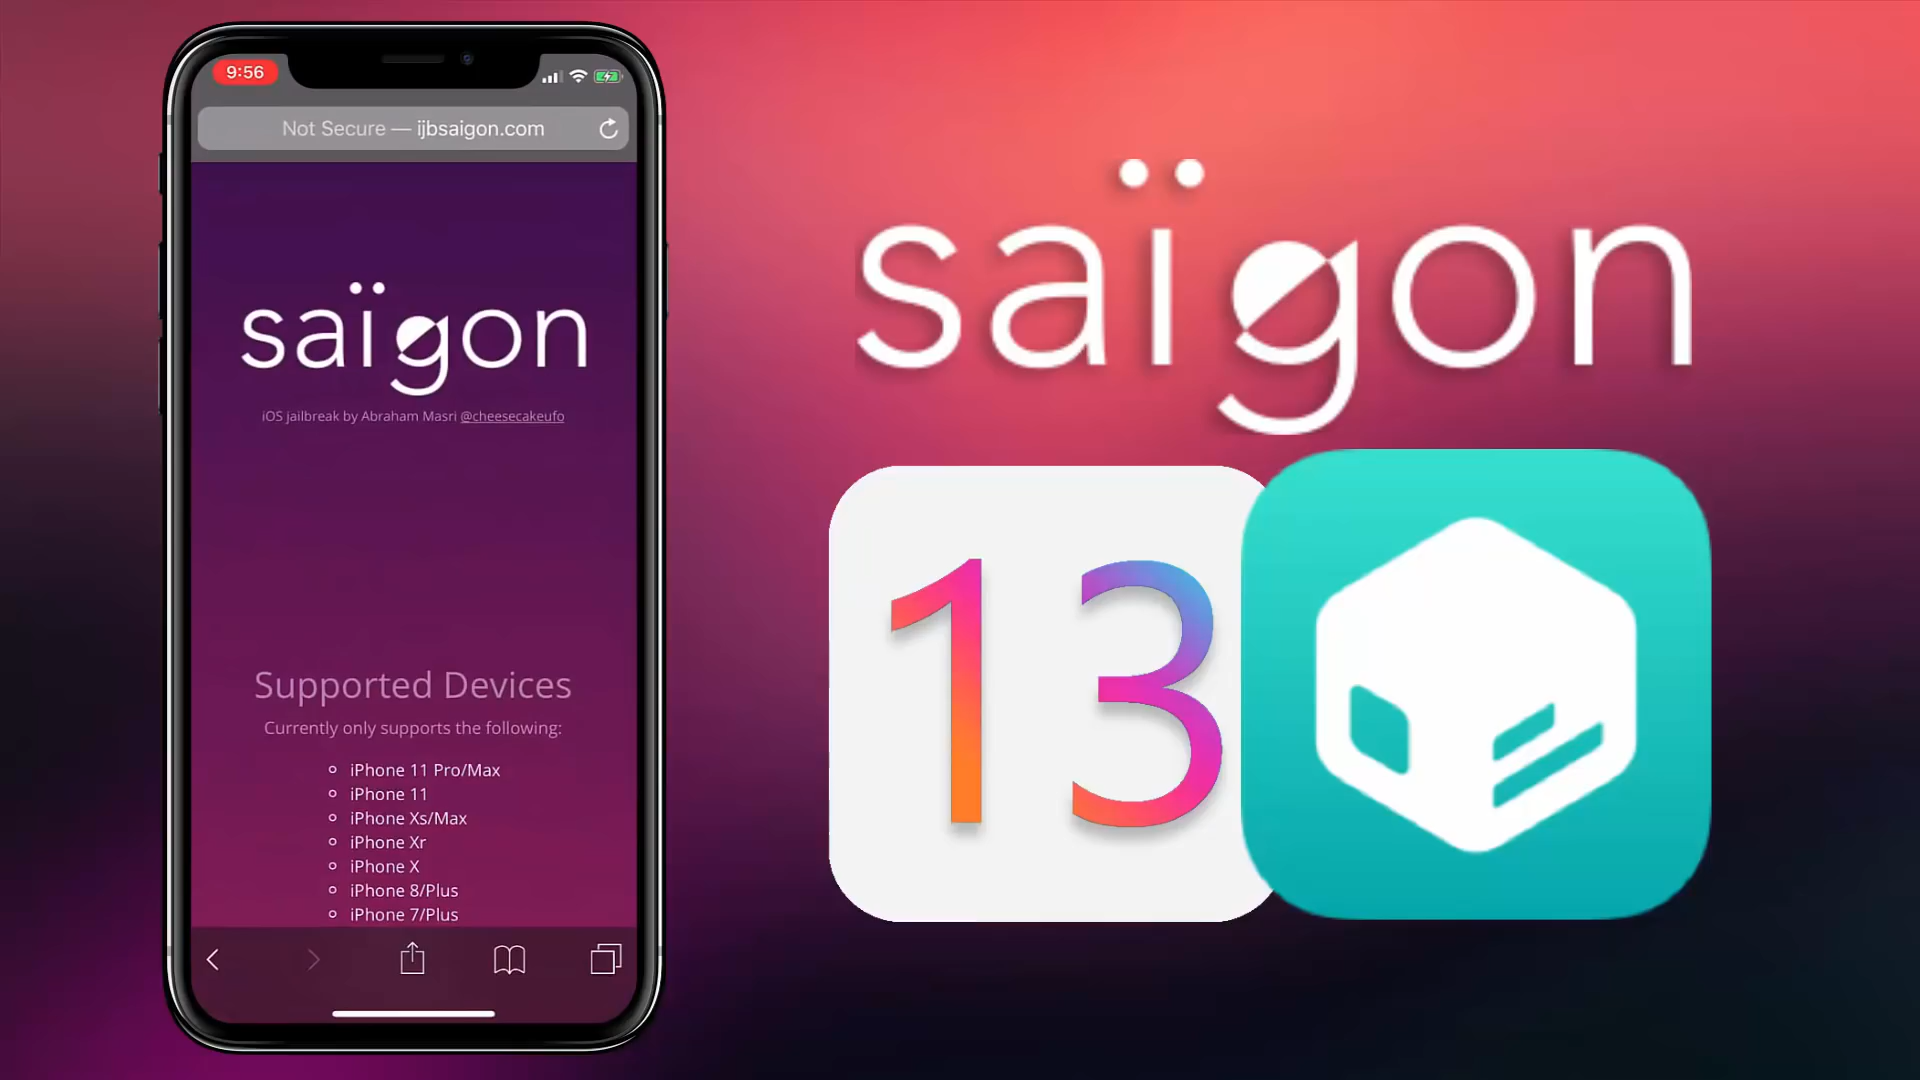 9:56
Not Secure — ijbsaigon.com
saïgon
iOS jailbreak by Abraham Masri @cheesecakeufo
Supported Devices
Currently only supports the following:
iPhone 11 Pro/Max
iPhone 11
iPhone Xs/Max
iPhone Xr
iPhone X
iPhone 8/Plus
iPhone 7/Plus
saïgon
13